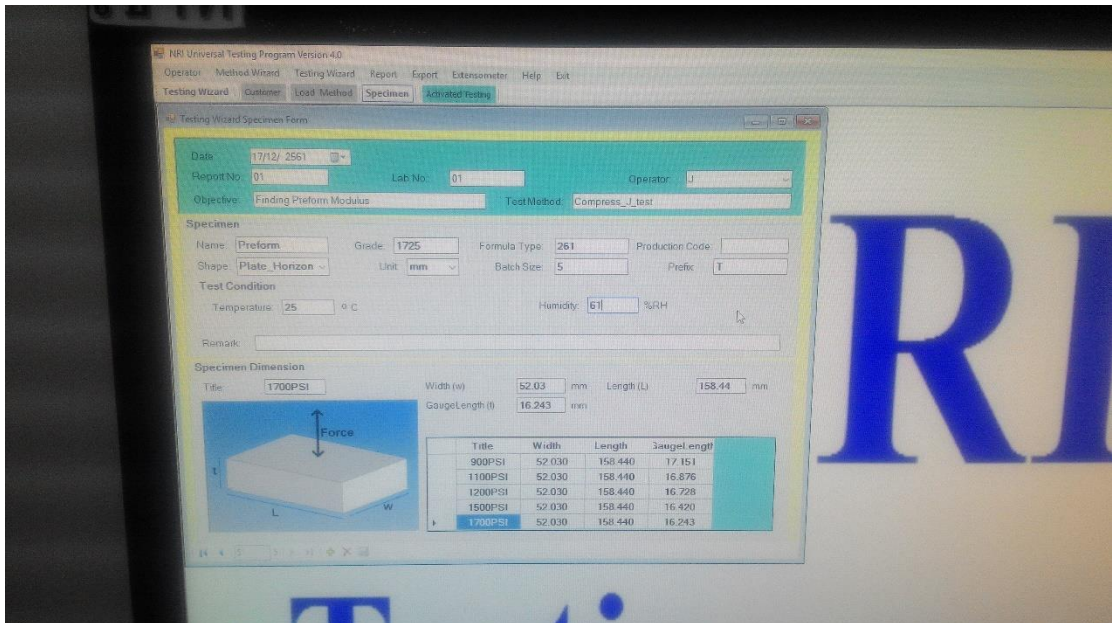 NRI Universal Testing Program Version 4.0
Operator Method Wizard Testing Wizard Report Export Extensometer Help Exit
Testing Wizard Customer Load Method Specimen Activated Testing
Testing Wizard Specimen Form
Date: 17/12/ 2561
Report No: 01 Lab No.: 01 Operator: J
Objective: Finding Preform Modulus Test Method: Compress_J_test
Specimen
Name: Preform Grade: 1725 Formula Type: 261 Production Code:
Shape: Plate_Horizon Unit: mm Batch Size: 5 Prefix: T
Test Condition
Temperature: 25 o C Humidity: 61 %RH
Remark:
Specimen Dimension
Title: 1700PSI Width (w) 52.03 mm Length (L) 158.44 mm
GaugeLength (t) 16.243 mm
Force
t
L
w
Title Width Length GaugeLength
900PSI 52.030 158.440 17.151
1100PSI 52.030 158.440 16.876
1200PSI 52.030 158.440 16.728
1500PSI 52.030 158.440 16.420
1700PSI 52.030 158.440 16.243